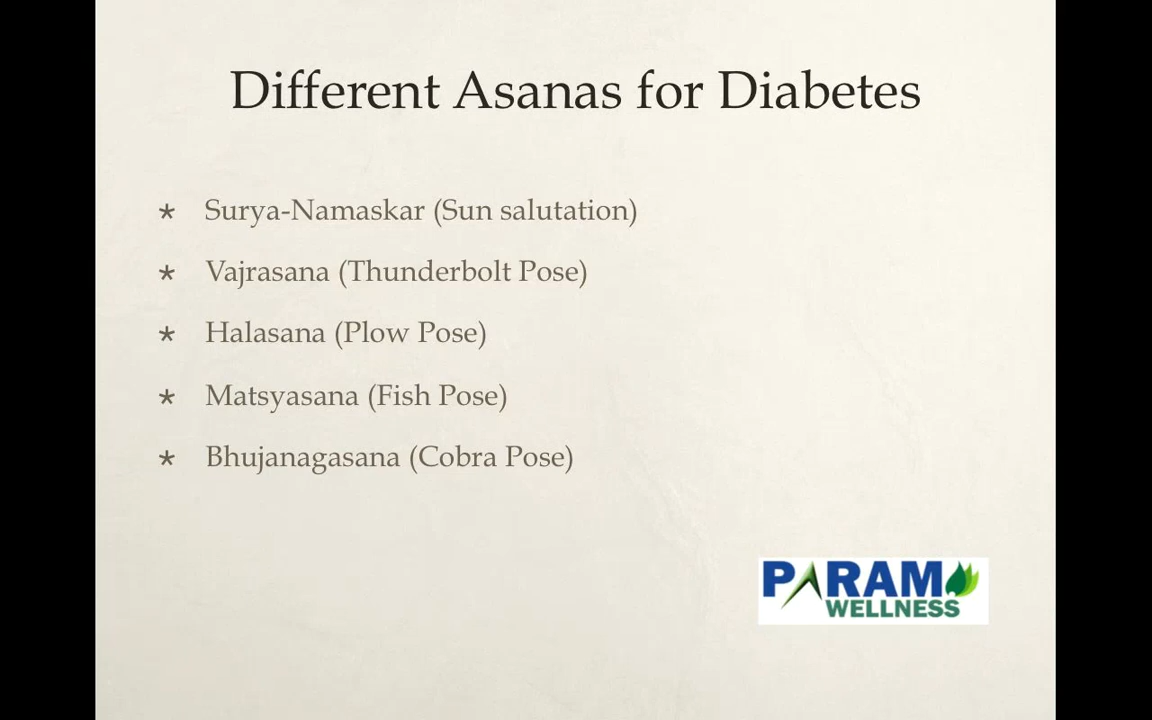 Different Asanas for Diabetes
* Surya-Namaskar (Sun salutation)
* Vajrasana (Thunderbolt Pose)
* Halasana (Plow Pose)
* Matsyasana (Fish Pose)
* Bhujanagasana (Cobra Pose)
PARAM
WELLNESS